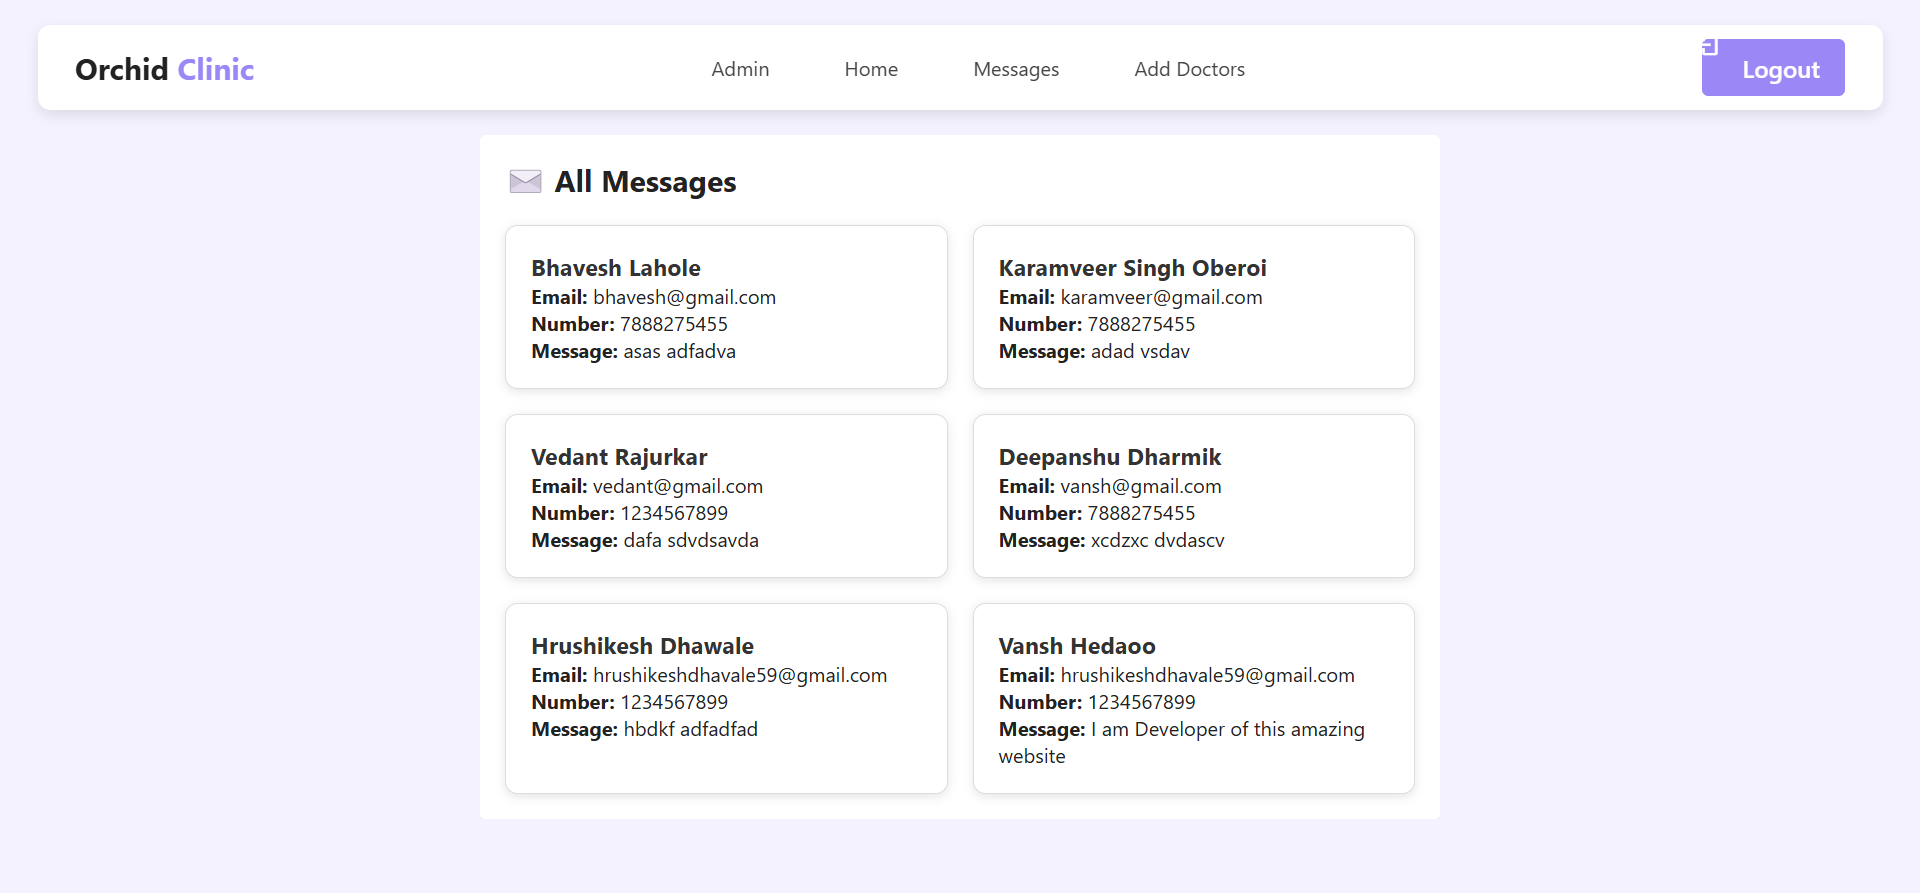 Orchid Clinic
Admin
Home
Messages
Add Doctors
Logout
All Messages
Bhavesh Lahole
Email: bhavesh@gmail.com
Number: 7888275455
Message: asas adfadva
Karamveer Singh Oberoi
Email: karamveer@gmail.com
Number: 7888275455
Message: adad vsdav
Vedant Rajurkar
Email: vedant@gmail.com
Number: 1234567899
Message: dafa sdvdsavda
Deepanshu Dharmik
Email: vansh@gmail.com
Number: 7888275455
Message: xcdzxc dvdascv
Hrushikesh Dhawale
Email: hrushikeshdhavale59@gmail.com
Number: 1234567899
Message: hbdkf adfadfad
Vansh Hedaoo
Email: hrushikeshdhavale59@gmail.com
Number: 1234567899
Message: I am Developer of this amazing
website